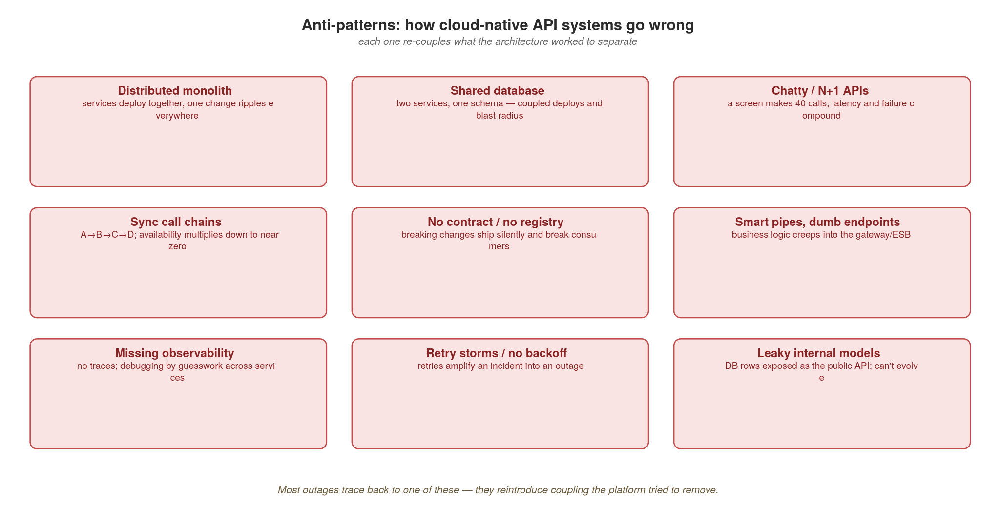 Anti-patterns: how cloud-native API systems go wrong
each one re-couples what the architecture worked to separate
Distributed monolith
services deploy together; one change ripples e
verywhere
Shared database
two services, one schema — coupled deploys and
blast radius
Chatty / N+1 APIs
a screen makes 40 calls; latency and failure c
ompound
Sync call chains
A→B→C→D; availability multiplies down to near
zero
No contract / no registry
breaking changes ship silently and break consu
mers
Smart pipes, dumb endpoints
business logic creeps into the gateway/ESB
Missing observability
no traces; debugging by guesswork across servi
ces
Retry storms / no backoff
retries amplify an incident into an outage
Leaky internal models
DB rows exposed as the public API; can't evolv
e
Most outages trace back to one of these — they reintroduce coupling the platform tried to remove.